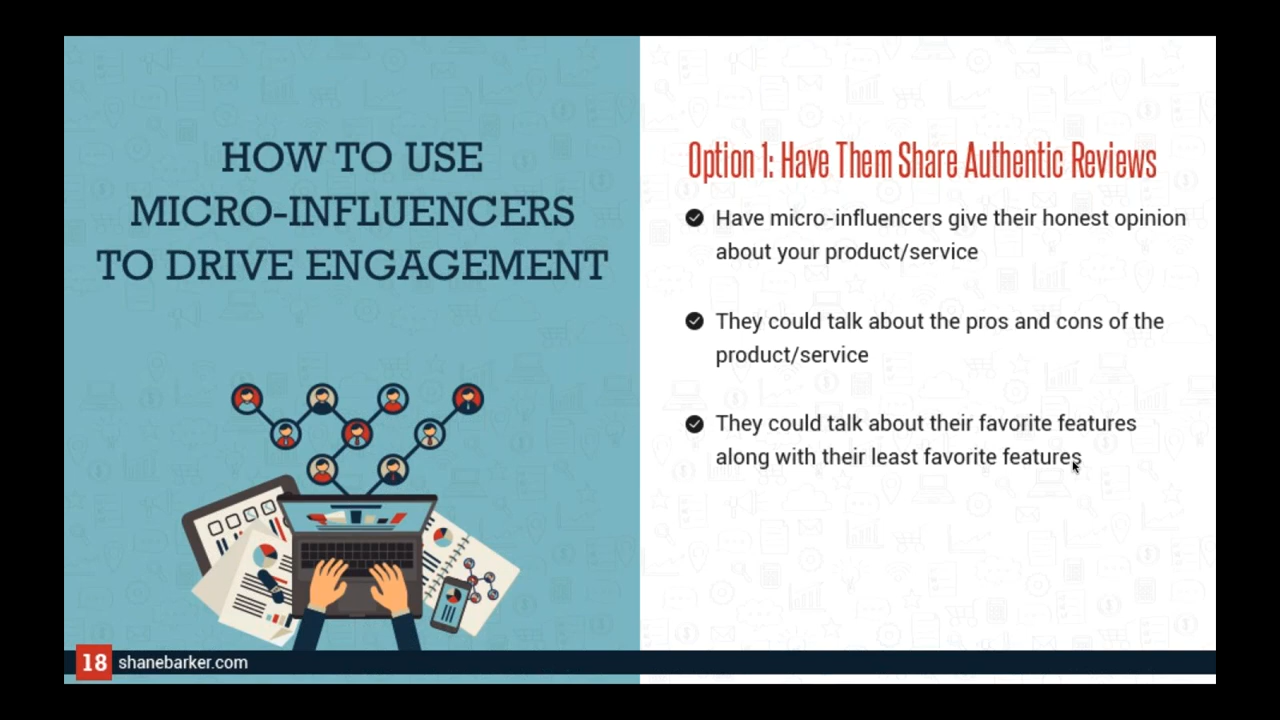 HOW TO USE
MICRO-INFLUENCERS
TO DRIVE ENGAGEMENT
Option 1: Have Them Share Authentic Reviews
Have micro-influencers give their honest opinion
about your product/service
They could talk about the pros and cons of the
product/service
They could talk about their favorite features
along with their least favorite features
18 shanebarker.com